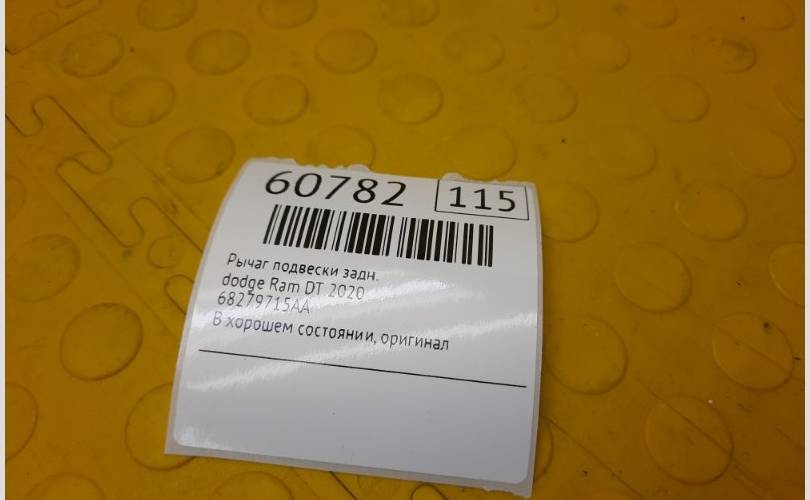 60782 115
Рычаг подвески задн.
dodge Ram DT 2020
68279715AA
В хорошем состоянии, оригинал